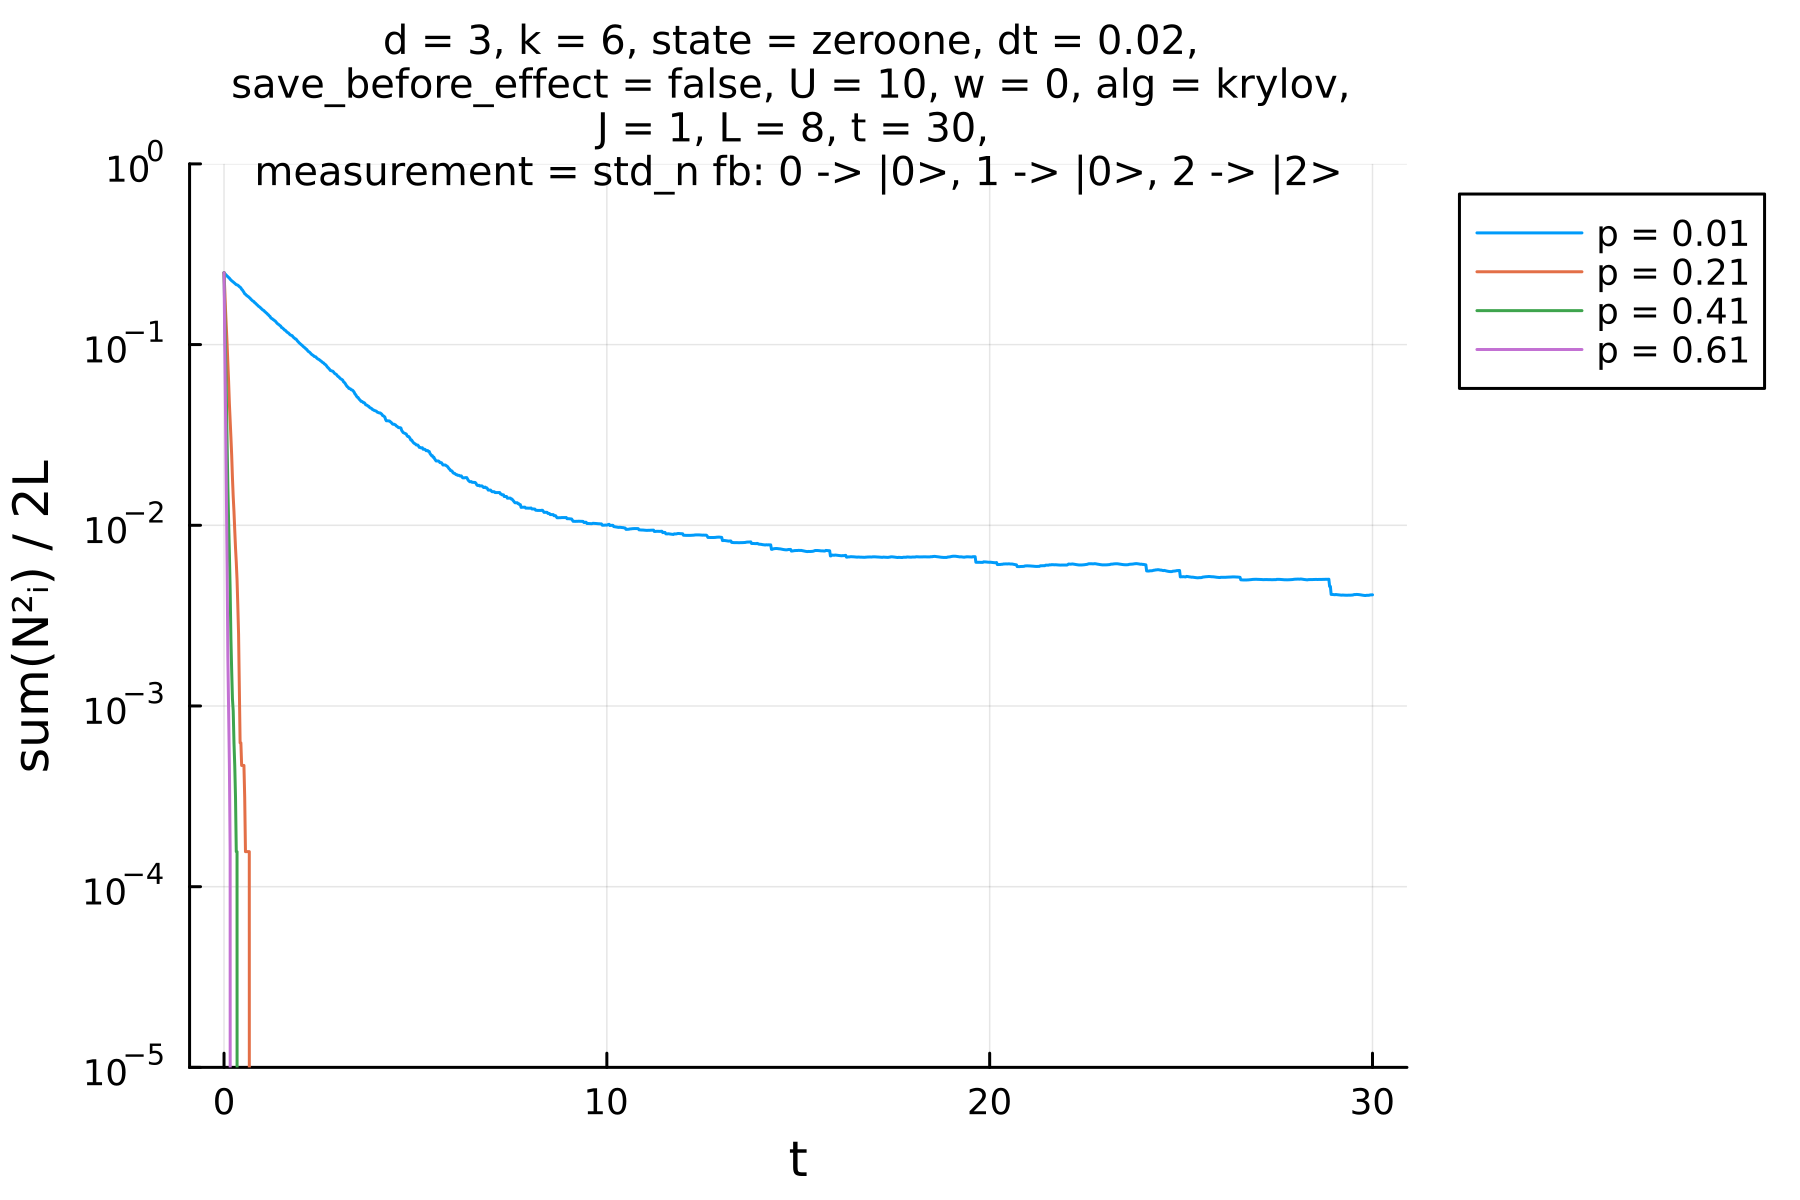 d = 3, k = 6, state = zeroone, dt = 0.02,
save_before_effect = false, U = 10, w = 0, alg = krylov,
J = 1, L = 8, t = 30,
measurement = std_n fb: 0 -> |0>, 1 -> |0>, 2 -> |2>
10⁰
10⁻¹
10⁻²
10⁻³
10⁻⁴
10⁻⁵
sum(N²ᵢ) / 2L
0
10
20
30
t
p = 0.01
p = 0.21
p = 0.41
p = 0.61